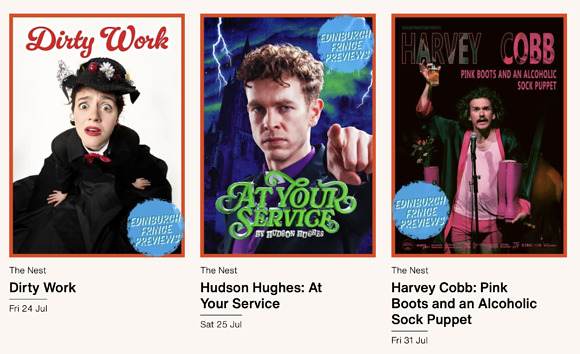 Dirty Work
EDINBURGH
FRINGE
PREVIEWS
The Nest
Dirty Work
Fri 24 Jul
EDINBURGH
FRINGE
PREVIEWS
AT YOUR
SERVICE
BY HUDSON HUGHES
The Nest
Hudson Hughes: At
Your Service
Sat 25 Jul
HARVEY COBB
PINK BOOTS AND AN ALCOHOLIC
SOCK PUPPET
EDINBURGH
FRINGE
PREVIEWS
The Nest
Harvey Cobb: Pink
Boots and an Alcoholic
Sock Puppet
Fri 31 Jul